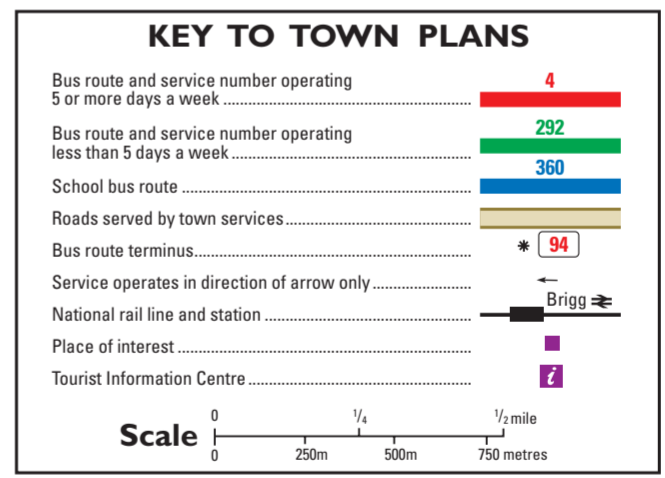 KEY TO TOWN PLANS
Bus route and service number operating
5 or more days a week
4
Bus route and service number operating
less than 5 days a week
292
School bus route
360
Roads served by town services
Bus route terminus
* 94
Service operates in direction of arrow only
National rail line and station
Brigg
Place of interest
Tourist Information Centre
i
Scale
0 1/4 1/2 mile
0 250m 500m 750 metres